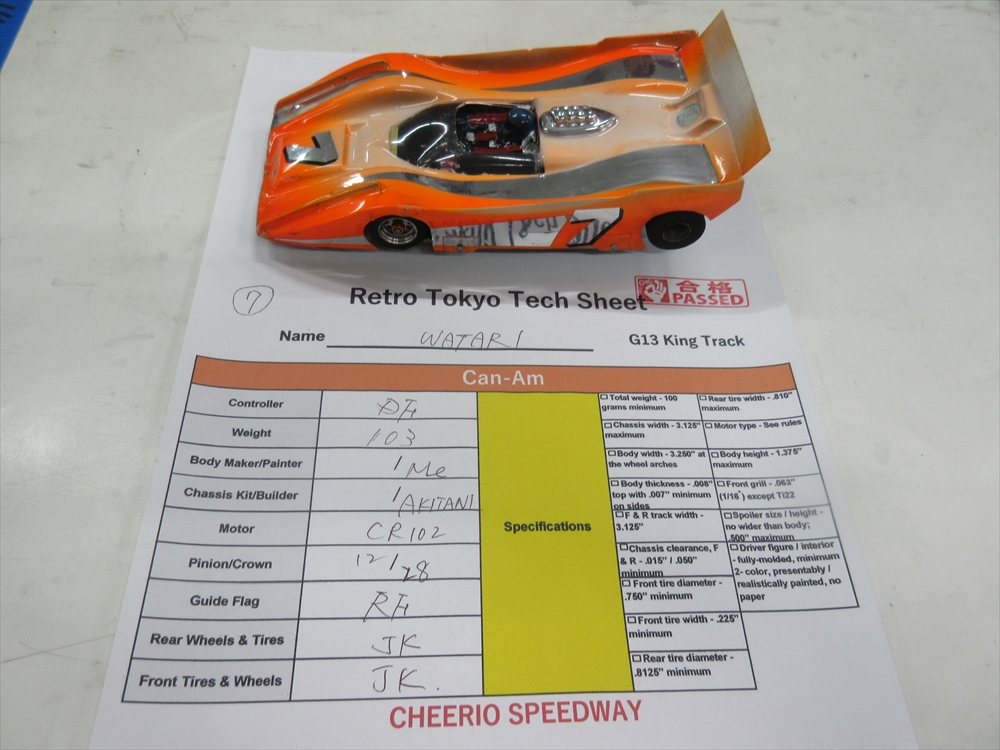 7
7
⑦
Retro Tokyo Tech Sheet
合格
PASSED
Name WATARI
G13 King Track
Can-Am
Controller
Weight 103
Body Maker/Painter / Me
Chassis Kit/Builder / AKITANI
Motor CR102
Pinion/Crown 12/28
Guide Flag
Rear Wheels & Tires JK
Front Tires & Wheels JK.
Specifications
☐ Total weight - 100 grams minimum
☐ Rear tire width - .810" maximum
☐ Chassis width - 3.125" maximum
☐ Motor type - See rules
☐ Body width - 3.250" at the wheel arches
☐ Body height - 1.375" maximum
☐ Body thickness - .008" top with .007" minimum on sides
☐ Front grill - .063" (1/16") except Ti22
☐ F & R track width - 3.125"
☐ Spoiler size / height - no wider than body; .500" maximum
☐ Chassis clearance, F & R - .015" / .050" minimum
☐ Driver figure / interior - fully-molded, minimum 2- color, presentably / realistically painted, no paper
☐ Front tire diameter - .750" minimum
☐ Front tire width - .225" minimum
☐ Rear tire diameter - .8125" minimum
CHEERIO SPEEDWAY